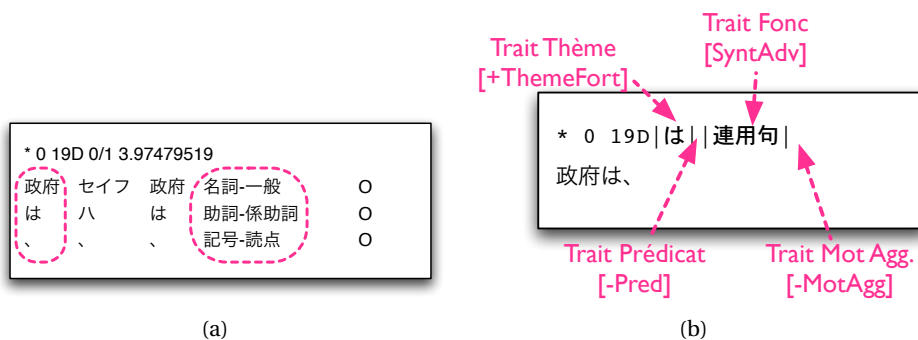 * 0 19D 0/1 3.97479519
政府 セイフ 政府 名詞-一般 O
は ハ は 助詞-係助詞 O
、 、 、 記号-読点 O
(a)
Trait Fonc
[SyntAdv]
Trait Thème
[+ThemeFort]
* 0 19D|は||連用句|
政府は、
Trait Prédicat
[-Pred]
Trait Mot Agg.
[-MotAgg]
(b)